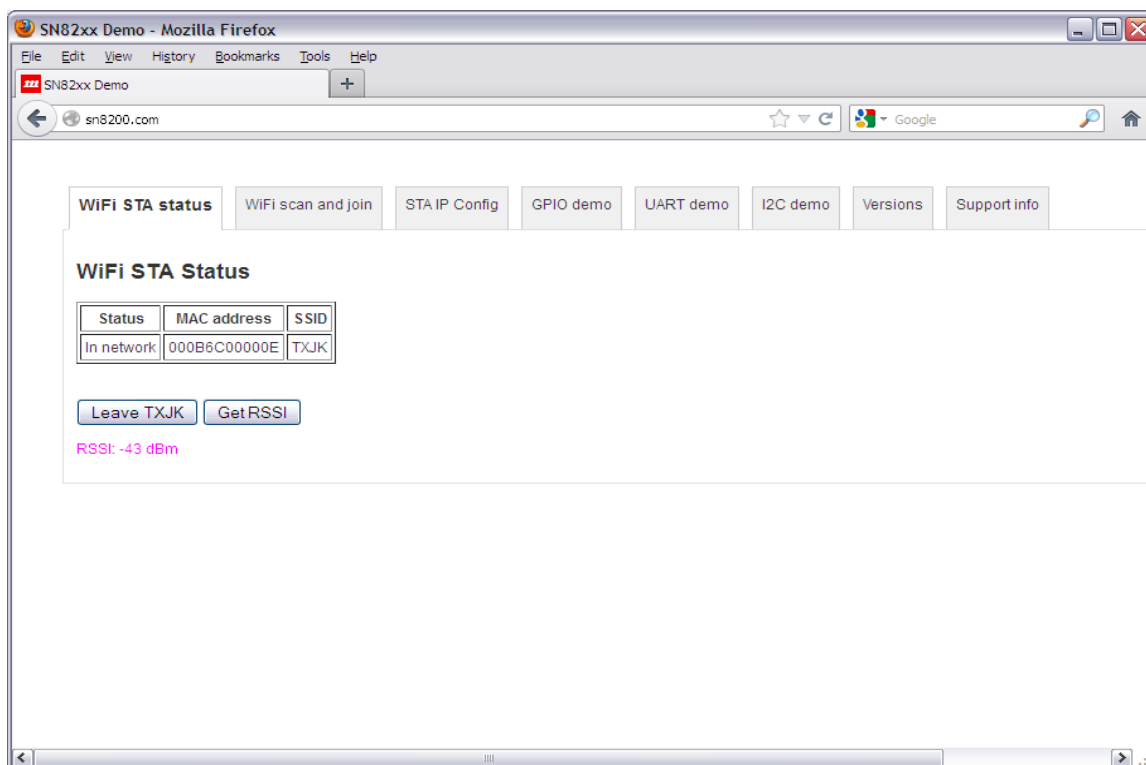 SN82xx Demo - Mozilla Firefox
File Edit View History Bookmarks Tools Help
m SN82xx Demo +
sn8200.com Google
WiFi STA status WiFi scan and join STA IP Config GPIO demo UART demo I2C demo Versions Support info
WiFi STA Status
Status MAC address SSID
In network 000B6C00000E TXJK
Leave TXJK Get RSSI
RSSI: -43 dBm